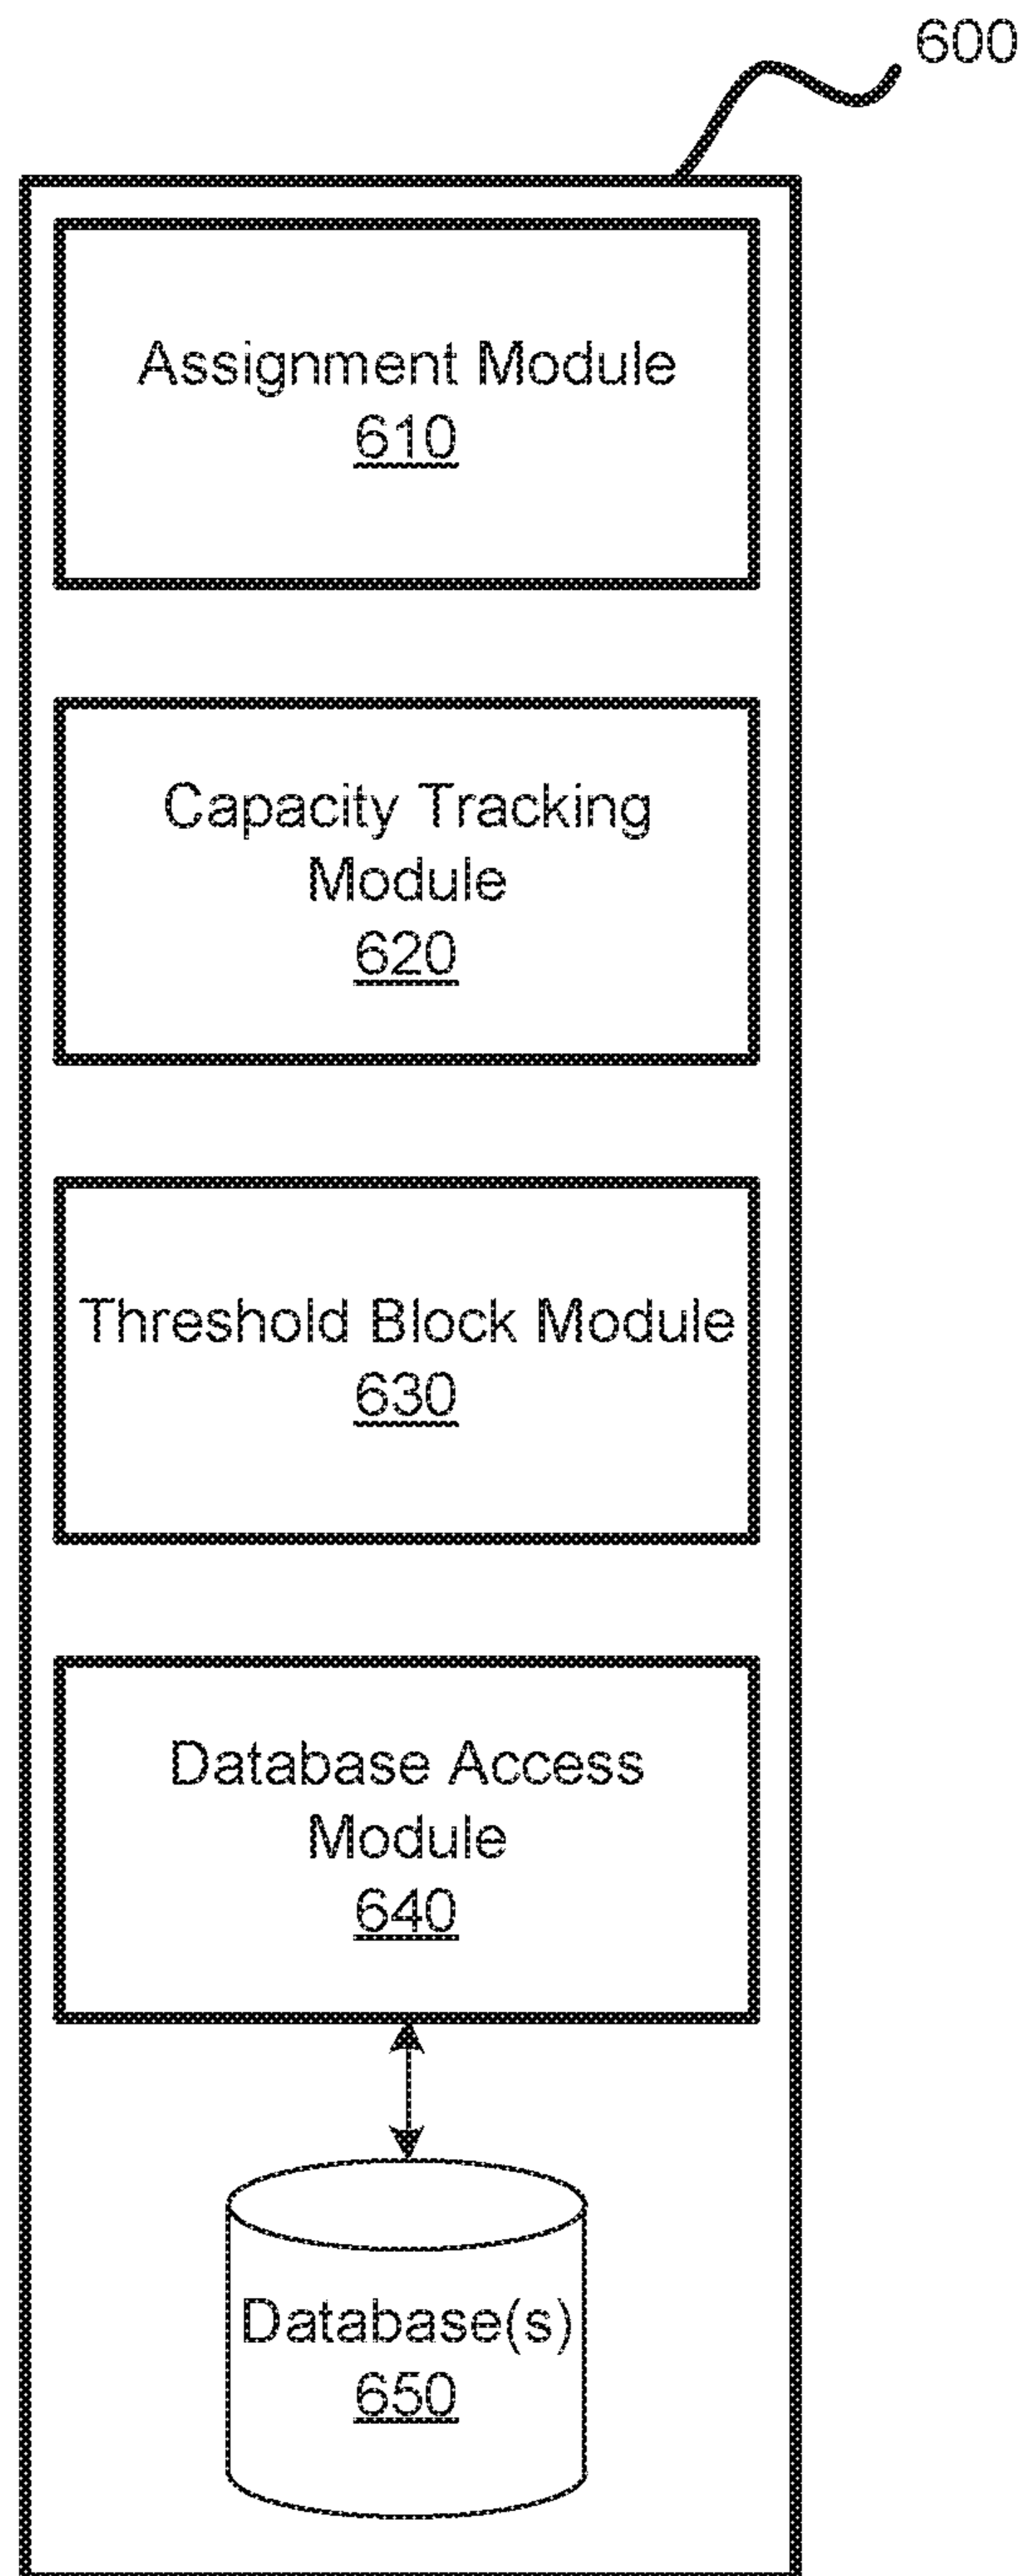 600
Assignment Module
610
Capacity Tracking
Module
620
Threshold Block Module
630
Database Access
Module
640
Database(s)
650